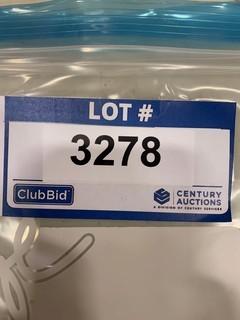 LOT #
3278
ClubBid
CENTURY
AUCTIONS
A DIVISION OF CENTURY SERVICES